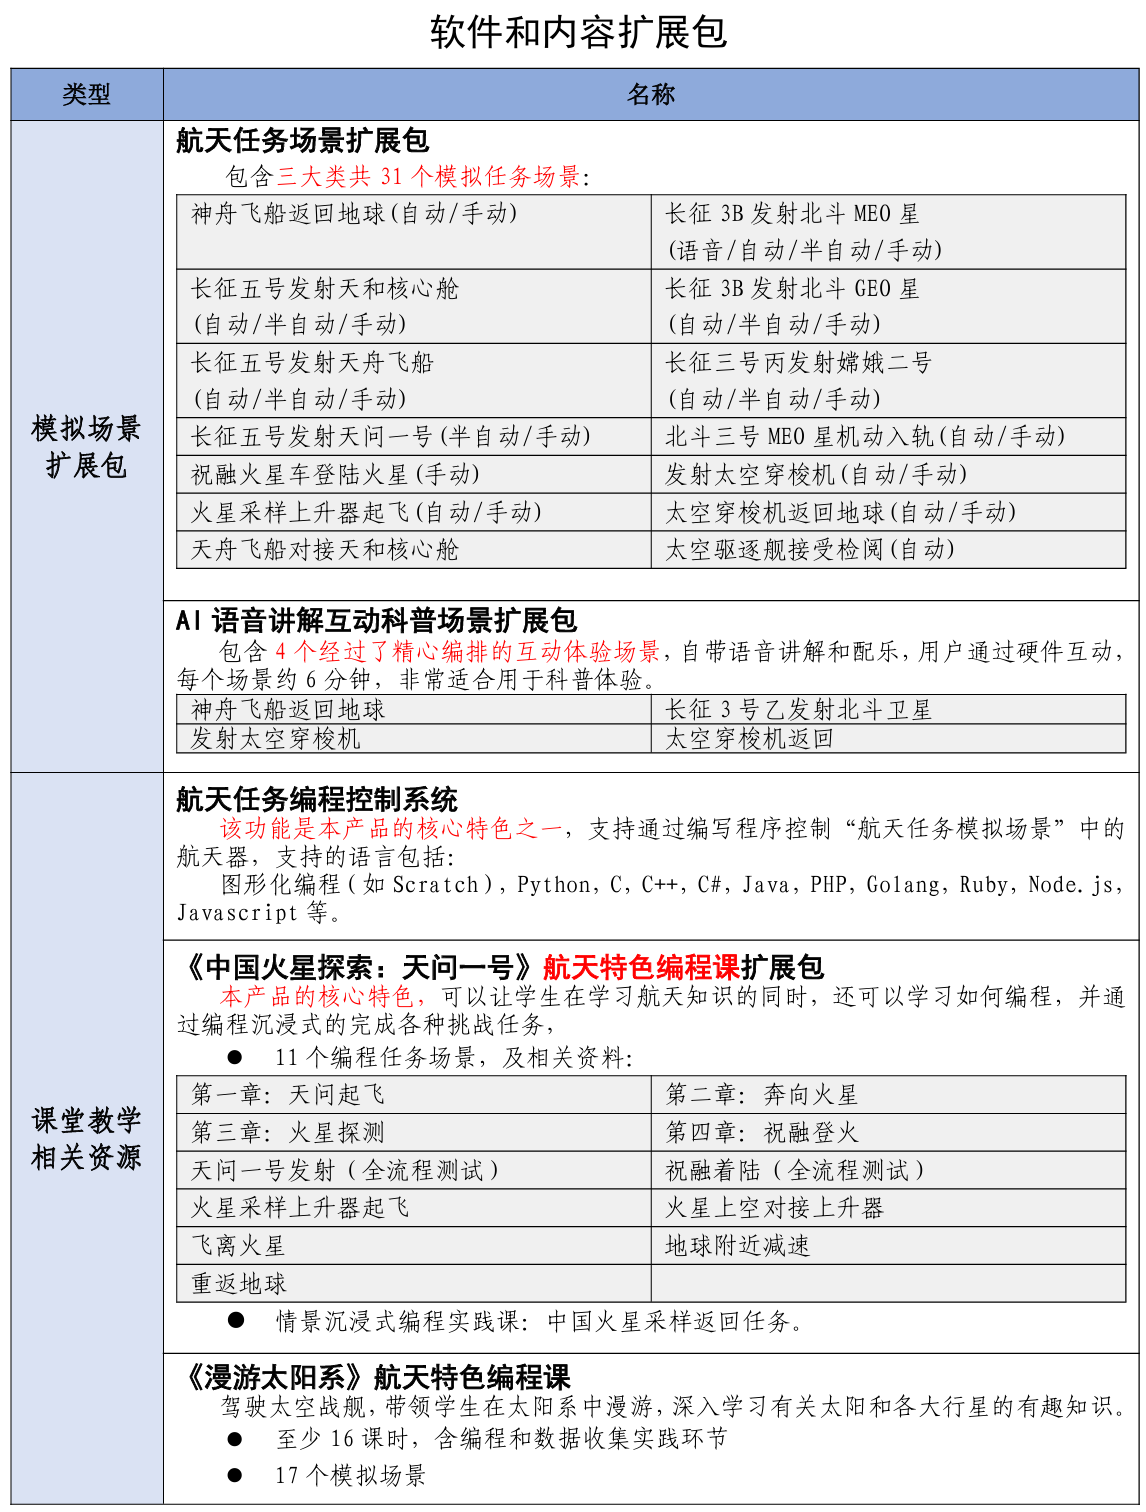 软件和内容扩展包
类型
名称
模拟场景
扩展包
航天任务场景扩展包
包含三大类共 31 个模拟任务场景:
神舟飞船返回地球(自动/手动)
长征 3B 发射北斗 MEO 星
(语音/自动/半自动/手动)
长征五号发射天和核心舱
(自动/半自动/手动)
长征 3B 发射北斗 GEO 星
(自动/半自动/手动)
长征五号发射天舟飞船
(自动/半自动/手动)
长征三号丙发射嫦娥二号
(自动/半自动/手动)
长征五号发射天问一号(半自动/手动)
北斗三号 MEO 星机动入轨(自动/手动)
祝融火星车登陆火星(手动)
发射太空穿梭机(自动/手动)
火星采样上升器起飞(自动/手动)
太空穿梭机返回地球(自动/手动)
天舟飞船对接天和核心舱
太空驱逐舰接受检阅(自动)
AI 语音讲解互动科普场景扩展包
包含 4 个经过了精心编排的互动体验场景,自带语音讲解和配乐,用户通过硬件互动,
每个场景约 6 分钟，非常适合用于科普体验。
神舟飞船返回地球
长征 3 号乙发射北斗卫星
发射太空穿梭机
太空穿梭机返回
课堂教学
相关资源
航天任务编程控制系统
该功能是本产品的核心特色之一，支持通过编写程序控制“航天任务模拟场景”中的
航天器，支持的语言包括:
图形化编程(如 Scratch), Python, C, C++, C#, Java, PHP, Golang, Ruby, Node.js,
Javascript 等。
《中国火星探索：天问一号》航天特色编程课扩展包
本产品的核心特色，可以让学生在学习航天知识的同时，还可以学习如何编程，并通
过编程沉浸式的完成各种挑战任务，
● 11 个编程任务场景，及相关资料:
第一章：天问起飞
第二章：奔向火星
第三章：火星探测
第四章：祝融登火
天问一号发射(全流程测试)
祝融着陆(全流程测试)
火星采样上升器起飞
火星上空对接上升器
飞离火星
地球附近减速
重返地球
● 情景沉浸式编程实践课：中国火星采样返回任务。
《漫游太阳系》航天特色编程课
驾驶太空战舰,带领学生在太阳系中漫游,深入学习有关太阳和各大行星的有趣知识。
● 至少 16 课时，含编程和数据收集实践环节
● 17 个模拟场景